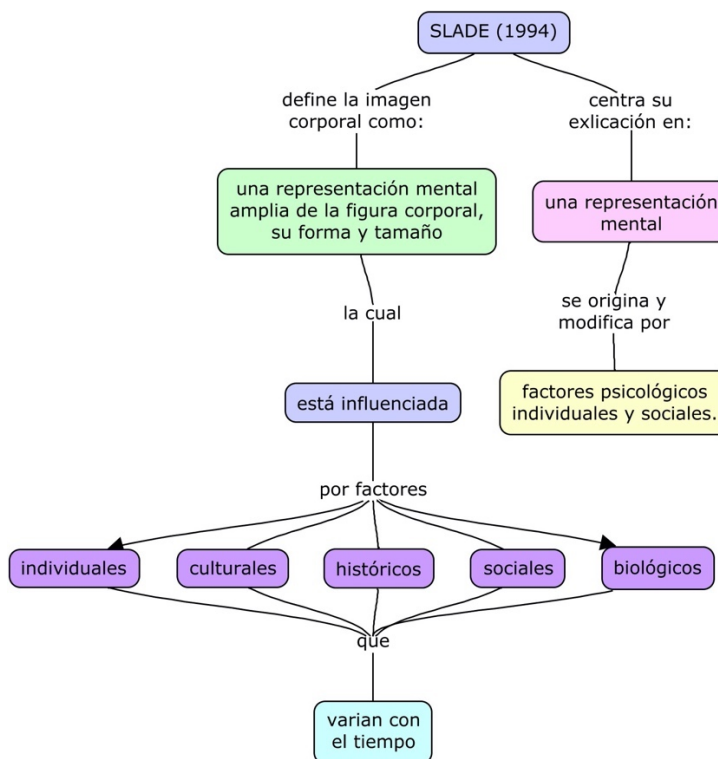 SLADE (1994)
define la imagen
corporal como:
centra su
exlicación en:
una representación mental
amplia de la figura corporal,
su forma y tamaño
una representación
mental
la cual
se origina y
modifica por
está influenciada
factores psicológicos
individuales y sociales.
por factores
individuales
culturales
históricos
sociales
biológicos
que
varian con
el tiempo